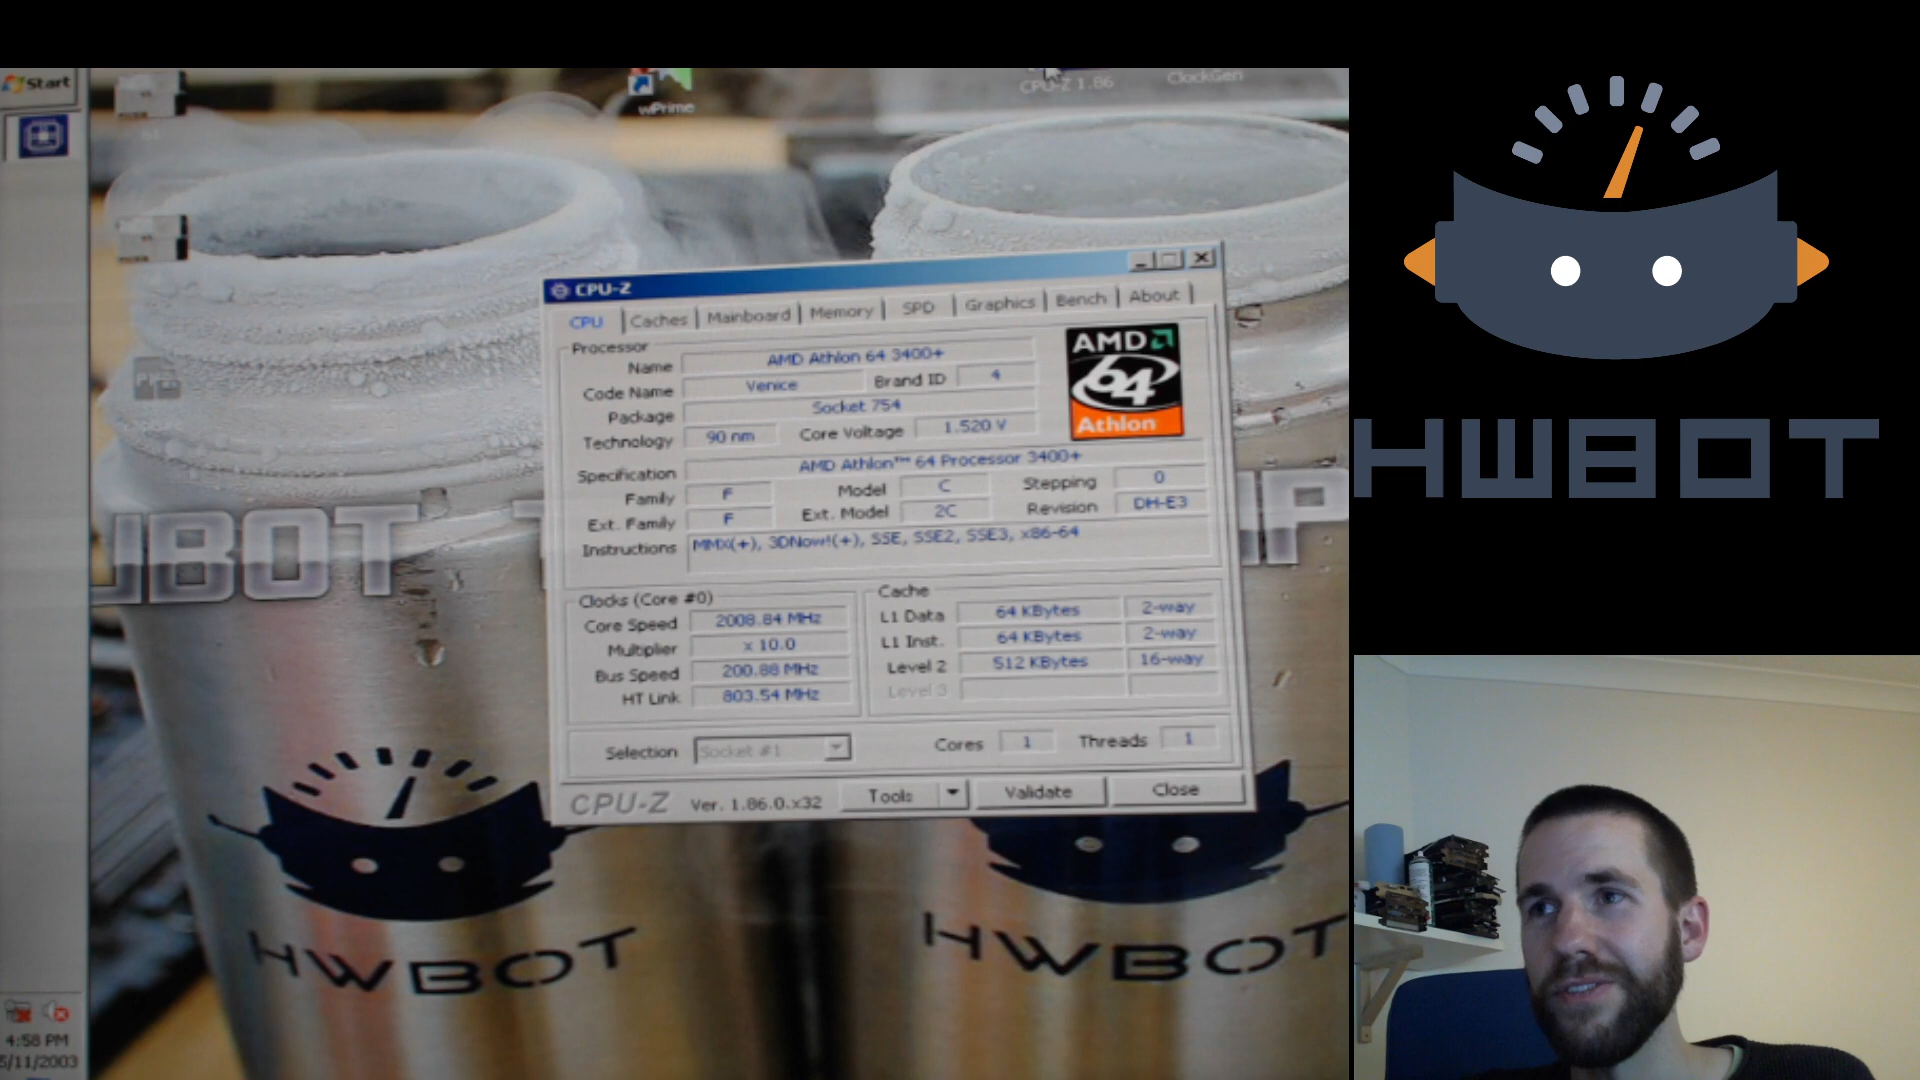 Start
wPrime
CPU-Z 1.86
ClockGen
CPU-Z
CPU Caches Mainboard Memory SPD Graphics Bench About
Processor
Name AMD Athlon 64 3400+
Code Name Venice Brand ID 4
Package Socket 754
Technology 90 nm Core Voltage 1.520 V
AMD
64
Athlon
Specification AMD Athlon™ 64 Processor 3400+
Family F Model C Stepping 0
Ext. Family F Ext. Model 2C Revision DH-E3
Instructions MMX(+), 3DNow!(+), SSE, SSE2, SSE3, x86-64
Clocks (Core #0)
Core Speed 2008.84 MHz
Multiplier x 10.0
Bus Speed 200.88 MHz
HT Link 803.54 MHz
Cache
L1 Data 64 KBytes 2-way
L1 Inst. 64 KBytes 2-way
Level 2 512 KBytes 16-way
Level 3
Selection Socket #1 Cores 1 Threads 1
CPU-Z Ver. 1.86.0.x32 Tools Validate Close
HWBOT
HWBOT
4:58 PM
5/11/2003
HWBOT